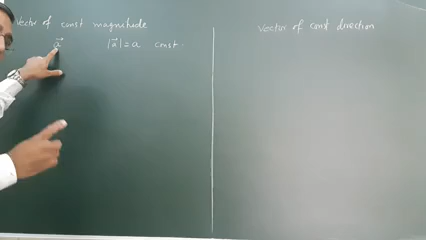 Vector of const magnitude
a⃗ |a⃗| = a const.
Vector of const direction